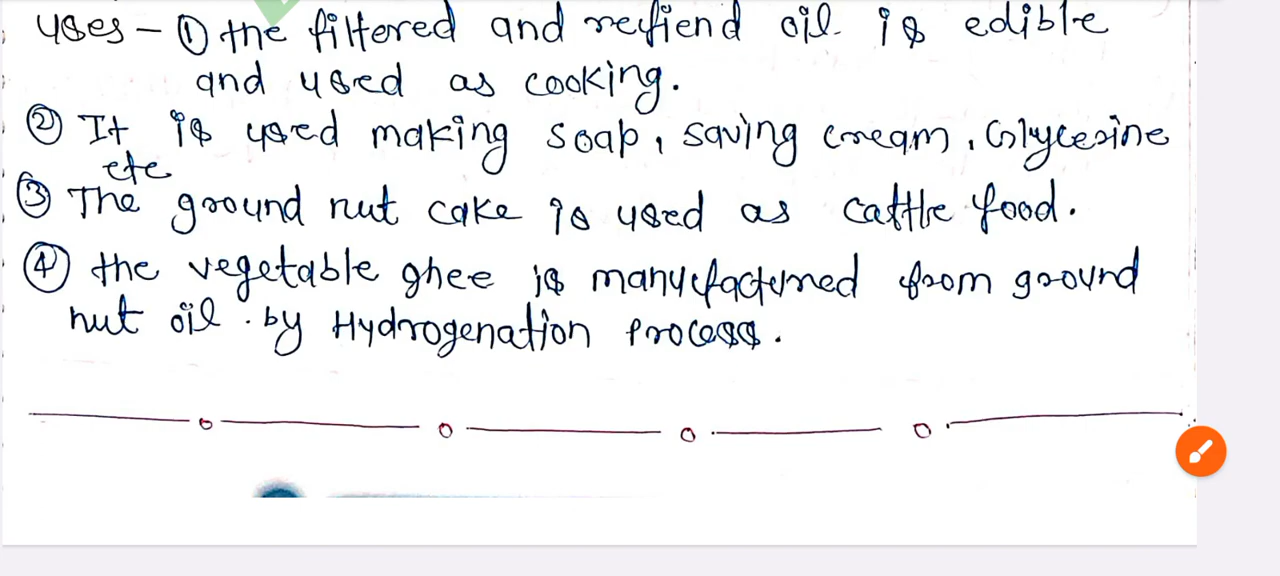 uses - ① the filtered and refiend oil is edible
and used as cooking.
② It is used making soap, saving cream, Glycerine
etc
③ The ground nut cake is used as cattle food.
④ the vegetable ghee is manufactured from ground
nut oil. by Hydrogenation Process.